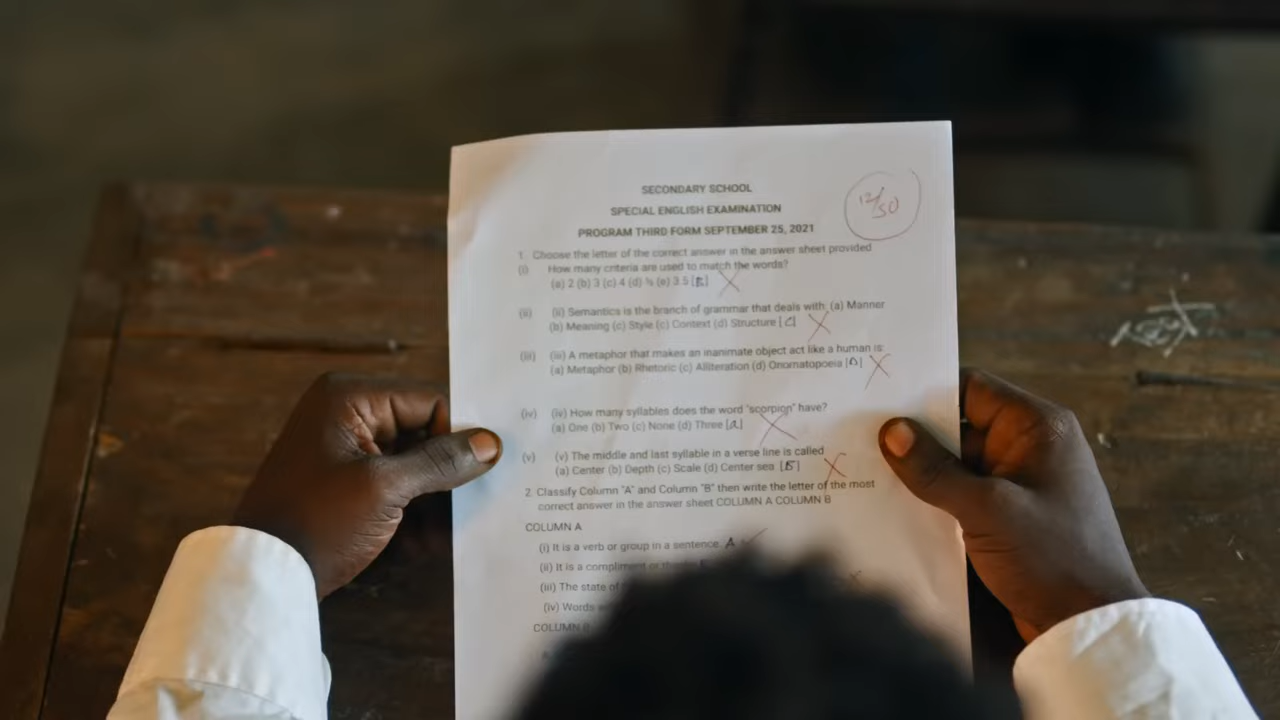 SECONDARY SCHOOL
12/50
SPECIAL ENGLISH EXAMINATION
PROGRAM THIRD FORM SEPTEMBER 25, 2021
1. Choose the letter of the correct answer in the answer sheet provided
(i) How many criteria are used to match the words?
(a) 2 (b) 3 (c) 4 (d) ½ (e) 3.5 [B]
(ii) (ii) Semantics is the branch of grammar that deals with: (a) Manner
(b) Meaning (c) Style (c) Context (d) Structure [C]
(iii) (iii) A metaphor that makes an inanimate object act like a human is:
(a) Metaphor (b) Rhetoric (c) Alliteration (d) Onomatopoeia [D]
(iv) (iv) How many syllables does the word "scorpion" have?
(a) One (b) Two (c) None (d) Three [a]
(v) (v) The middle and last syllable in a verse line is called
(a) Center (b) Depth (c) Scale (d) Center sea [B]
2. Classify Column "A" and Column "B" then write the letter of the most
correct answer in the answer sheet COLUMN A COLUMN B
COLUMN A
(i) It is a verb or group in a sentence. A
(ii) It is a compliment or
(iii) The state of
(iv) Words
COLUMN B